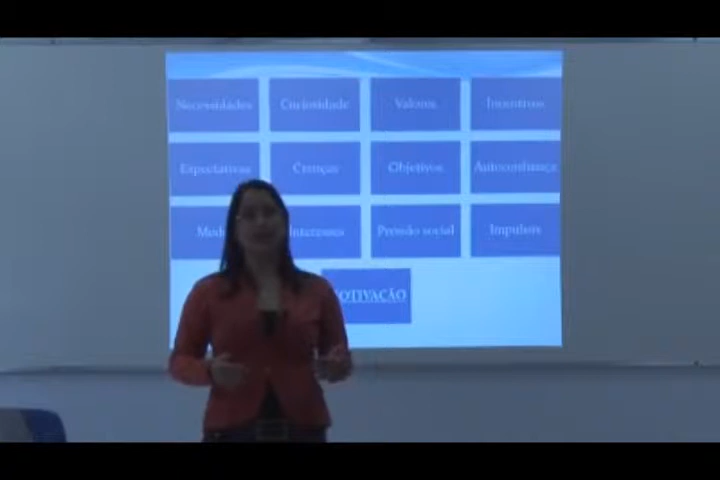 Necessidades
Curiosidade
Valores
Incentivos
Expectativas
Crenças
Objetivos
Autoconfiança
Interesses
Pressão social
Impulsos